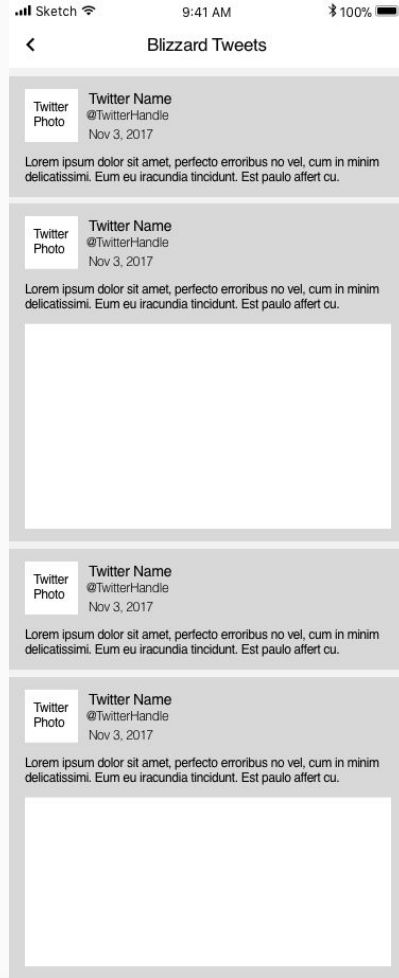 Sketch 9:41 AM 100%
Blizzard Tweets
Twitter Photo
Twitter Name
@TwitterHandle
Nov 3, 2017
Lorem ipsum dolor sit amet, perfecto erroribus no vel, cum in minim
delicatissimi. Eum eu iracundia tincidunt. Est paulo affert cu.
Twitter Photo
Twitter Name
@TwitterHandle
Nov 3, 2017
Lorem ipsum dolor sit amet, perfecto erroribus no vel, cum in minim
delicatissimi. Eum eu iracundia tincidunt. Est paulo affert cu.
Twitter Photo
Twitter Name
@TwitterHandle
Nov 3, 2017
Lorem ipsum dolor sit amet, perfecto erroribus no vel, cum in minim
delicatissimi. Eum eu iracundia tincidunt. Est paulo affert cu.
Twitter Photo
Twitter Name
@TwitterHandle
Nov 3, 2017
Lorem ipsum dolor sit amet, perfecto erroribus no vel, cum in minim
delicatissimi. Eum eu iracundia tincidunt. Est paulo affert cu.